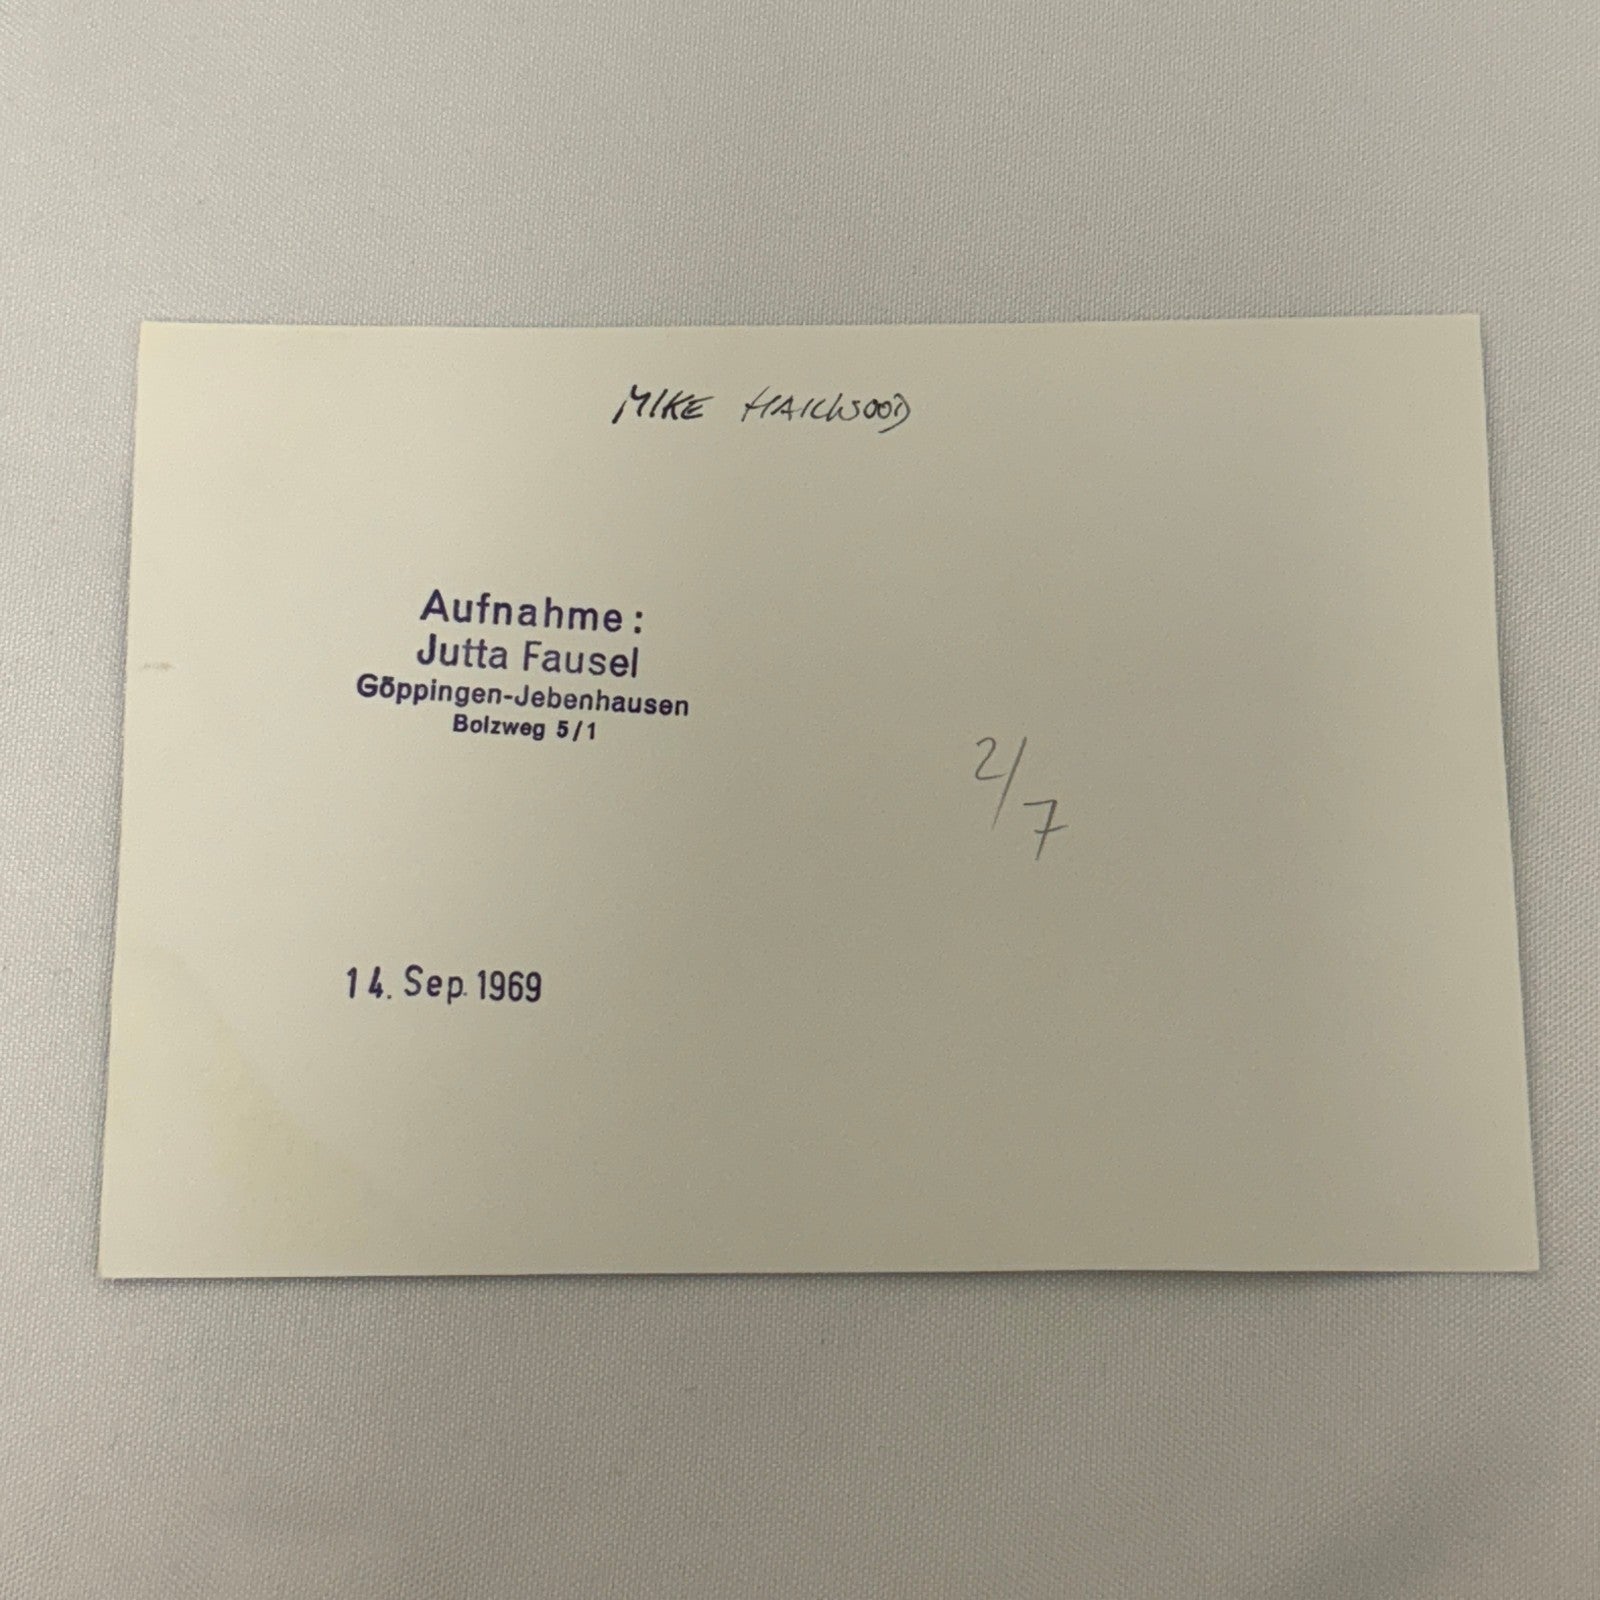 MIKE HAILWOOD
Aufnahme:
Jutta Fausel
Göppingen-Jebenhausen
Bolzweg 5/1
2/7
14. Sep. 1969